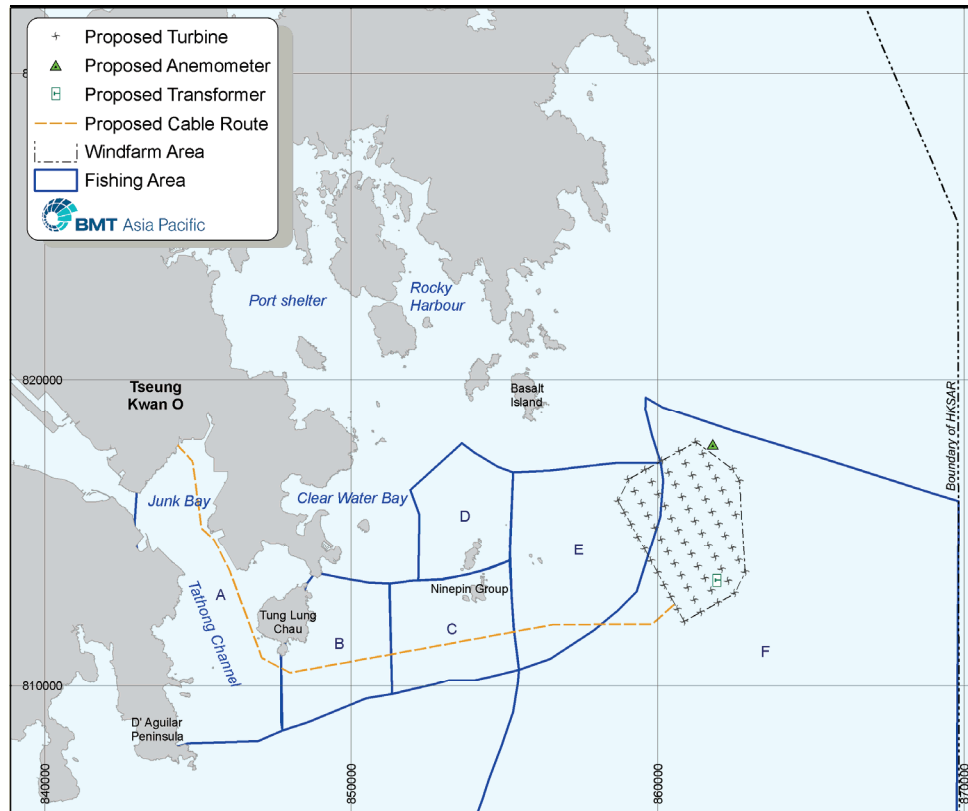 Proposed Turbine
Proposed Anemometer
Proposed Transformer
Proposed Cable Route
Windfarm Area
Fishing Area
BMT Asia Pacific
Port shelter
Rocky
Harbour
820000
Tseung
Kwan O
Basalt
Island
Boundary of HKSAR
Junk Bay
Clear Water Bay
D
E
Ninepin Group
A
Tathong Channel
Tung Lung
Chau
B
C
F
810000
D' Aguilar
Peninsula
840000
850000
860000
870000